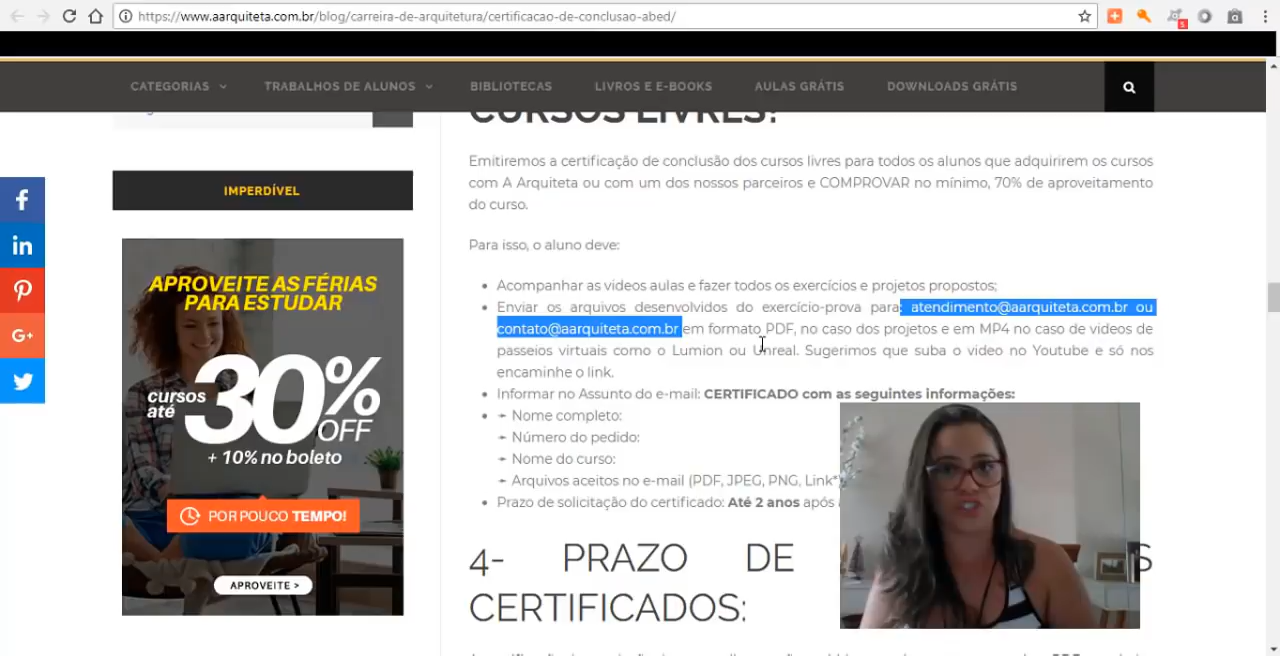 https://www.aarquiteta.com.br/blog/carreira-de-arquitetura/certificacao-de-conclusao-abed/
5
CATEGORIAS
TRABALHOS DE ALUNOS
BIBLIOTECAS
LIVROS E E-BOOKS
AULAS GRÁTIS
DOWNLOADS GRÁTIS
CURSOS LIVRES:
Emitiremos a certificação de conclusão dos cursos livres para todos os alunos que adquirirem os cursos
com A Arquiteta ou com um dos nossos parceiros e COMPROVAR no mínimo, 70% de aproveitamento
do curso.
Para isso, o aluno deve:
Acompanhar as videos aulas e fazer todos os exercícios e projetos propostos;
Enviar os arquivos desenvolvidos do exercício-prova para: atendimento@aarquiteta.com.br ou
contato@aarquiteta.com.br em formato PDF, no caso dos projetos e em MP4 no caso de videos de
passeios virtuais como o Lumion ou Unreal. Sugerimos que suba o video no Youtube e só nos
encaminhe o link.
Informar no Assunto do e-mail: CERTIFICADO com as seguintes informações:
➛ Nome completo:
➛ Número do pedido:
➛ Nome do curso:
➛ Arquivos aceitos no e-mail (PDF, JPEG, PNG, Link*)
Prazo de solicitação do certificado: Até 2 anos após
4- PRAZO DE
CERTIFICADOS:
IMPERDÍVEL
APROVEITE AS FÉRIAS
PARA ESTUDAR
cursos
até
30%
OFF
+ 10% no boleto
POR POUCO TEMPO!
APROVEITE >
f
in
G+